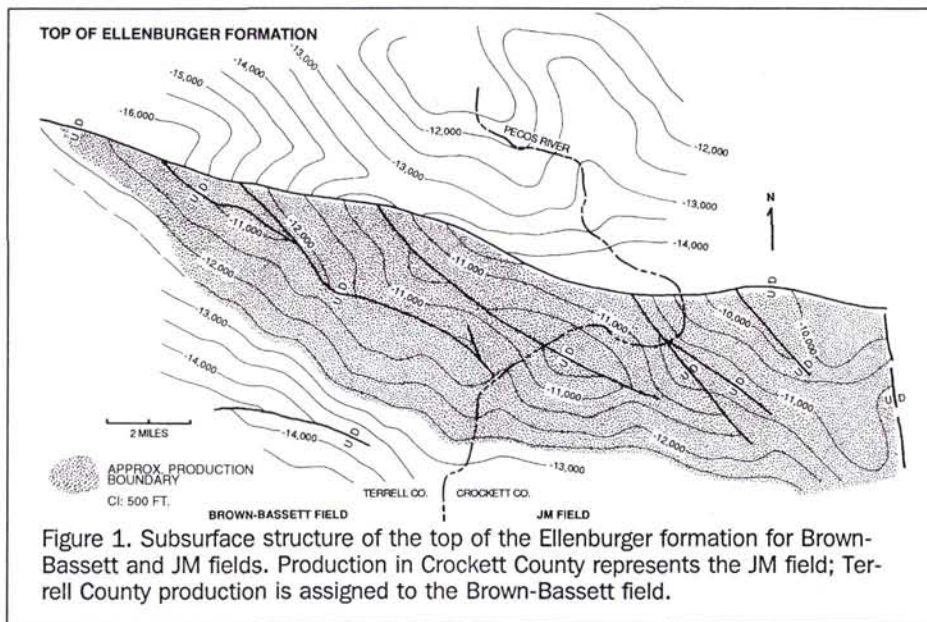 TOP OF ELLENBURGER FORMATION
-13,000
-14,000
-15,000
-16,000
-13,000
-12,000
PECOS RIVER
-12,000
-13,000
-13,000
-14,000
N
U D
U D
U D
-11,000
-12,000
-12,000
U D
-11,000
-11,000
-11,000
U D
-11,000
U D
U D
-10,000
-10,000
U D
U D
U D
-11,000
-12,000
-13,000
-13,000
-14,000
-14,000
U D
2 MILES
APPROX. PRODUCTION
BOUNDARY
CI: 500 FT.
TERRELL CO. CROCKETT CO.
BROWN-BASSETT FIELD JM FIELD
Figure 1. Subsurface structure of the top of the Ellenburger formation for Brown-
Bassett and JM fields. Production in Crockett County represents the JM field; Ter-
rell County production is assigned to the Brown-Bassett field.